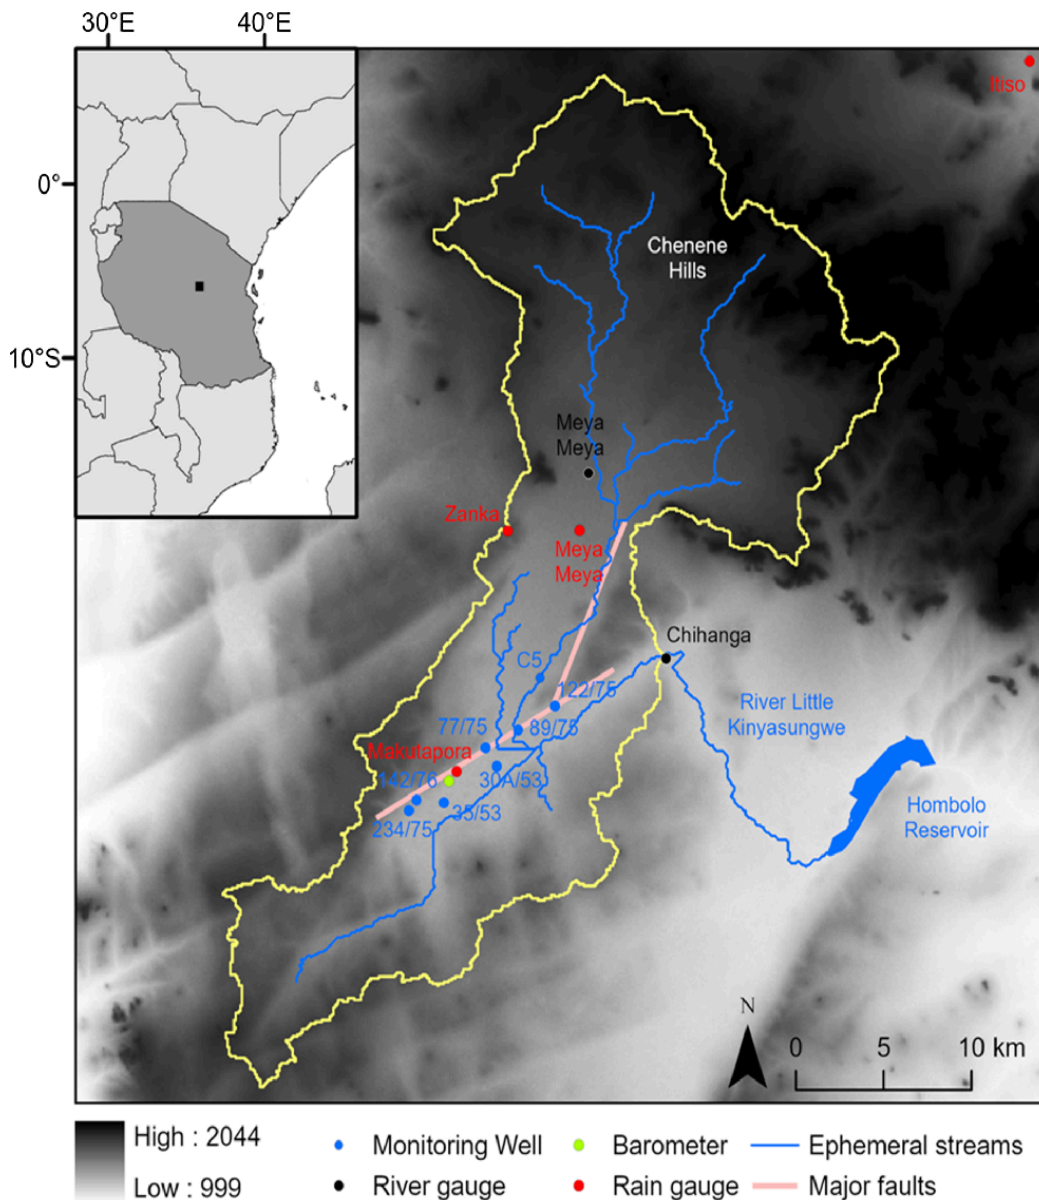 30°E
40°E
0°
10°S
Itiso
Chenene
Hills
Meya
Meya
Zanka
Meya
Meya
Chihanga
C5
122/75
River Little
Kinyasungwe
77/75
89/75
Makutapora
142/76
30A/53
35/53
234/75
Hombolo
Reservoir
N
0
5
10 km
High : 2044
Low : 999
Monitoring Well
Barometer
Ephemeral streams
River gauge
Rain gauge
Major faults